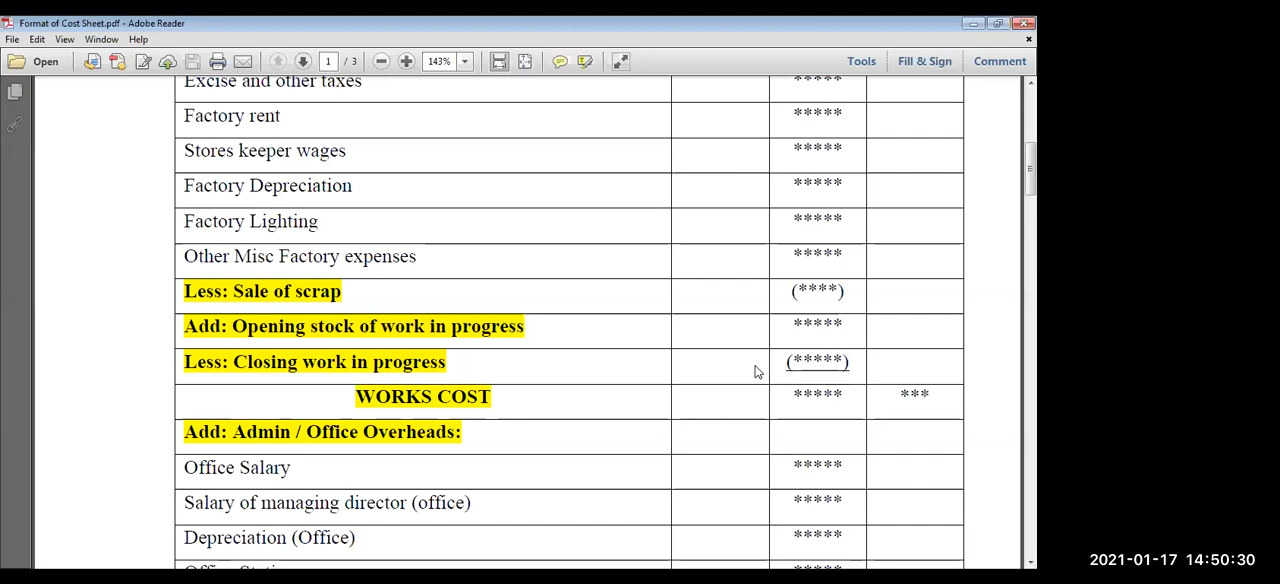 Format of Cost Sheet.pdf - Adobe Reader
File Edit View Window Help
Open 1 / 3 143% Tools Fill & Sign Comment
Excise and other taxes *****
Factory rent *****
Stores keeper wages *****
Factory Depreciation *****
Factory Lighting *****
Other Misc Factory expenses *****
Less: Sale of scrap (****)
Add: Opening stock of work in progress *****
Less: Closing work in progress (*****)
WORKS COST ***** ***
Add: Admin / Office Overheads:
Office Salary *****
Salary of managing director (office) *****
Depreciation (Office) *****
*****
2021-01-17 14:50:30